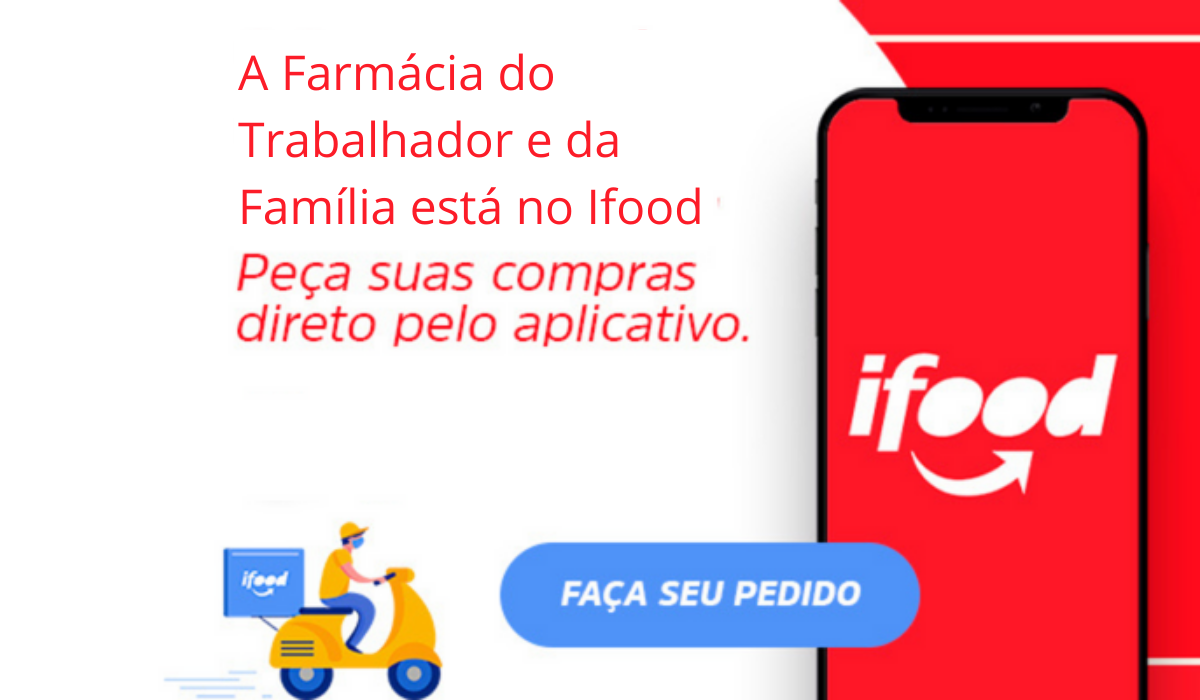 A Farmácia do
Trabalhador e da
Família está no Ifood
Peça suas compras
direto pelo aplicativo.
ifood
ifood
FAÇA SEU PEDIDO